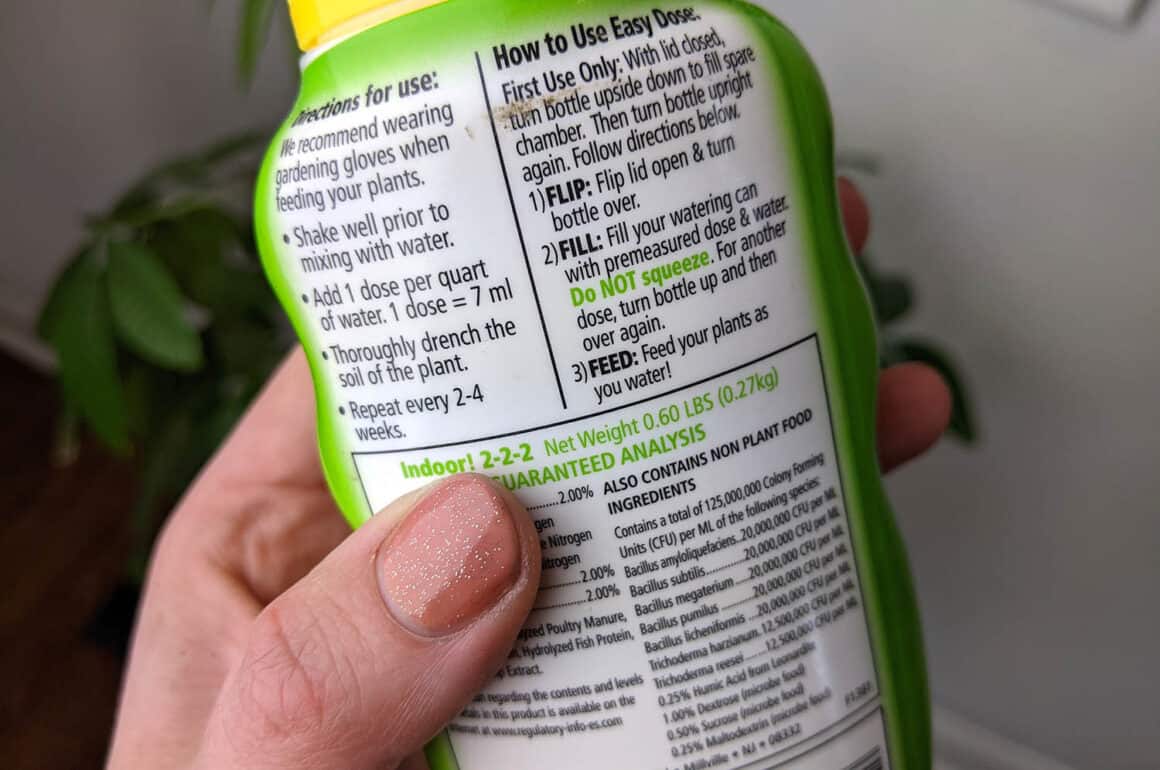 Directions for use:
We recommend wearing
gardening gloves when
feeding your plants.
• Shake well prior to
mixing with water.
• Add 1 dose per quart
of water. 1 dose = 7 ml
• Thoroughly drench the
soil of the plant.
• Repeat every 2-4
weeks.
How to Use Easy Dose:
First Use Only: With lid closed,
turn bottle upside down to fill spare
chamber. Then turn bottle upright
again. Follow directions below.
1) FLIP: Flip lid open & turn
bottle over.
2) FILL: Fill your watering can
with premeasured dose & water.
Do NOT squeeze. For another
dose, turn bottle up and then
over again.
3) FEED: Feed your plants as
you water!
Indoor! 2-2-2 Net Weight 0.60 LBS (0.27kg)
GUARANTEED ANALYSIS
2.00%
Nitrogen
2.00%
2.00%
Poultry Manure,
Hydrolyzed Fish Protein,
Extract.
regarding the contents and levels
in this product is available on the
at www.regulatory-info-es.com
ALSO CONTAINS NON PLANT FOOD
INGREDIENTS
Contains a total of 125,000,000 Colony Forming
Units (CFU) per ML of the following species:
Bacillus amyloliquefaciens..20,000,000 CFU per ML
Bacillus subtilis..............20,000,000 CFU per ML
Bacillus megaterium ....20,000,000 CFU per ML
Bacillus pumilus .........20,000,000 CFU per ML
Bacillus licheniformis ...20,000,000 CFU per ML
Trichoderma harzianum. 12,500,000 CFU per ML
Trichoderma reesei......12,500,000 CFU per ML
0.25% Humic Acid from Leonardite
1.00% Dextrose (microbe food)
0.50% Sucrose (microbe food)
0.25% Maltodextrin (microbe food)
F1381
Millville • NJ • 08332